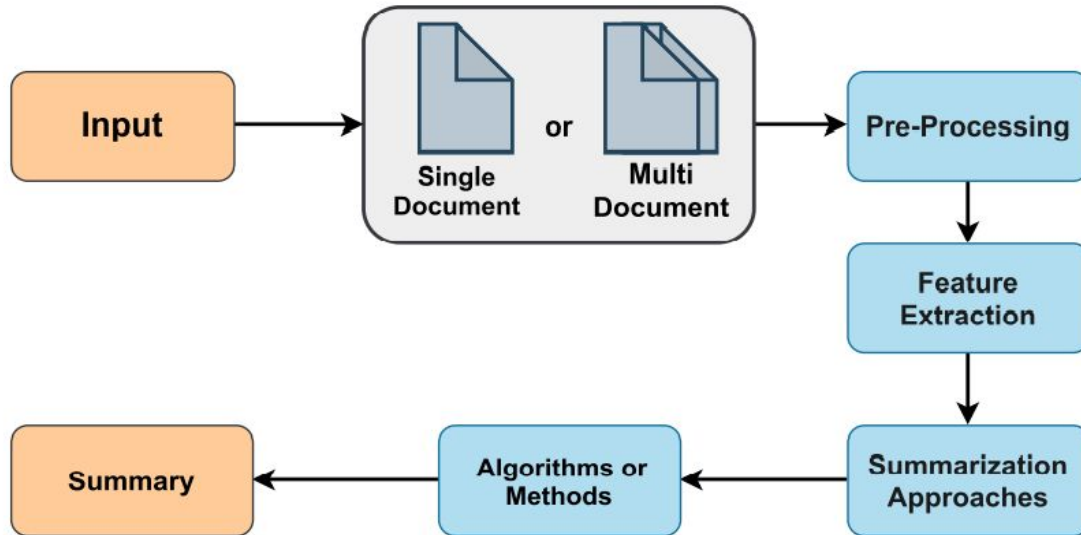 Input
Single
Document
or
Multi
Document
Pre-Processing
Feature
Extraction
Summarization
Approaches
Algorithms or
Methods
Summary